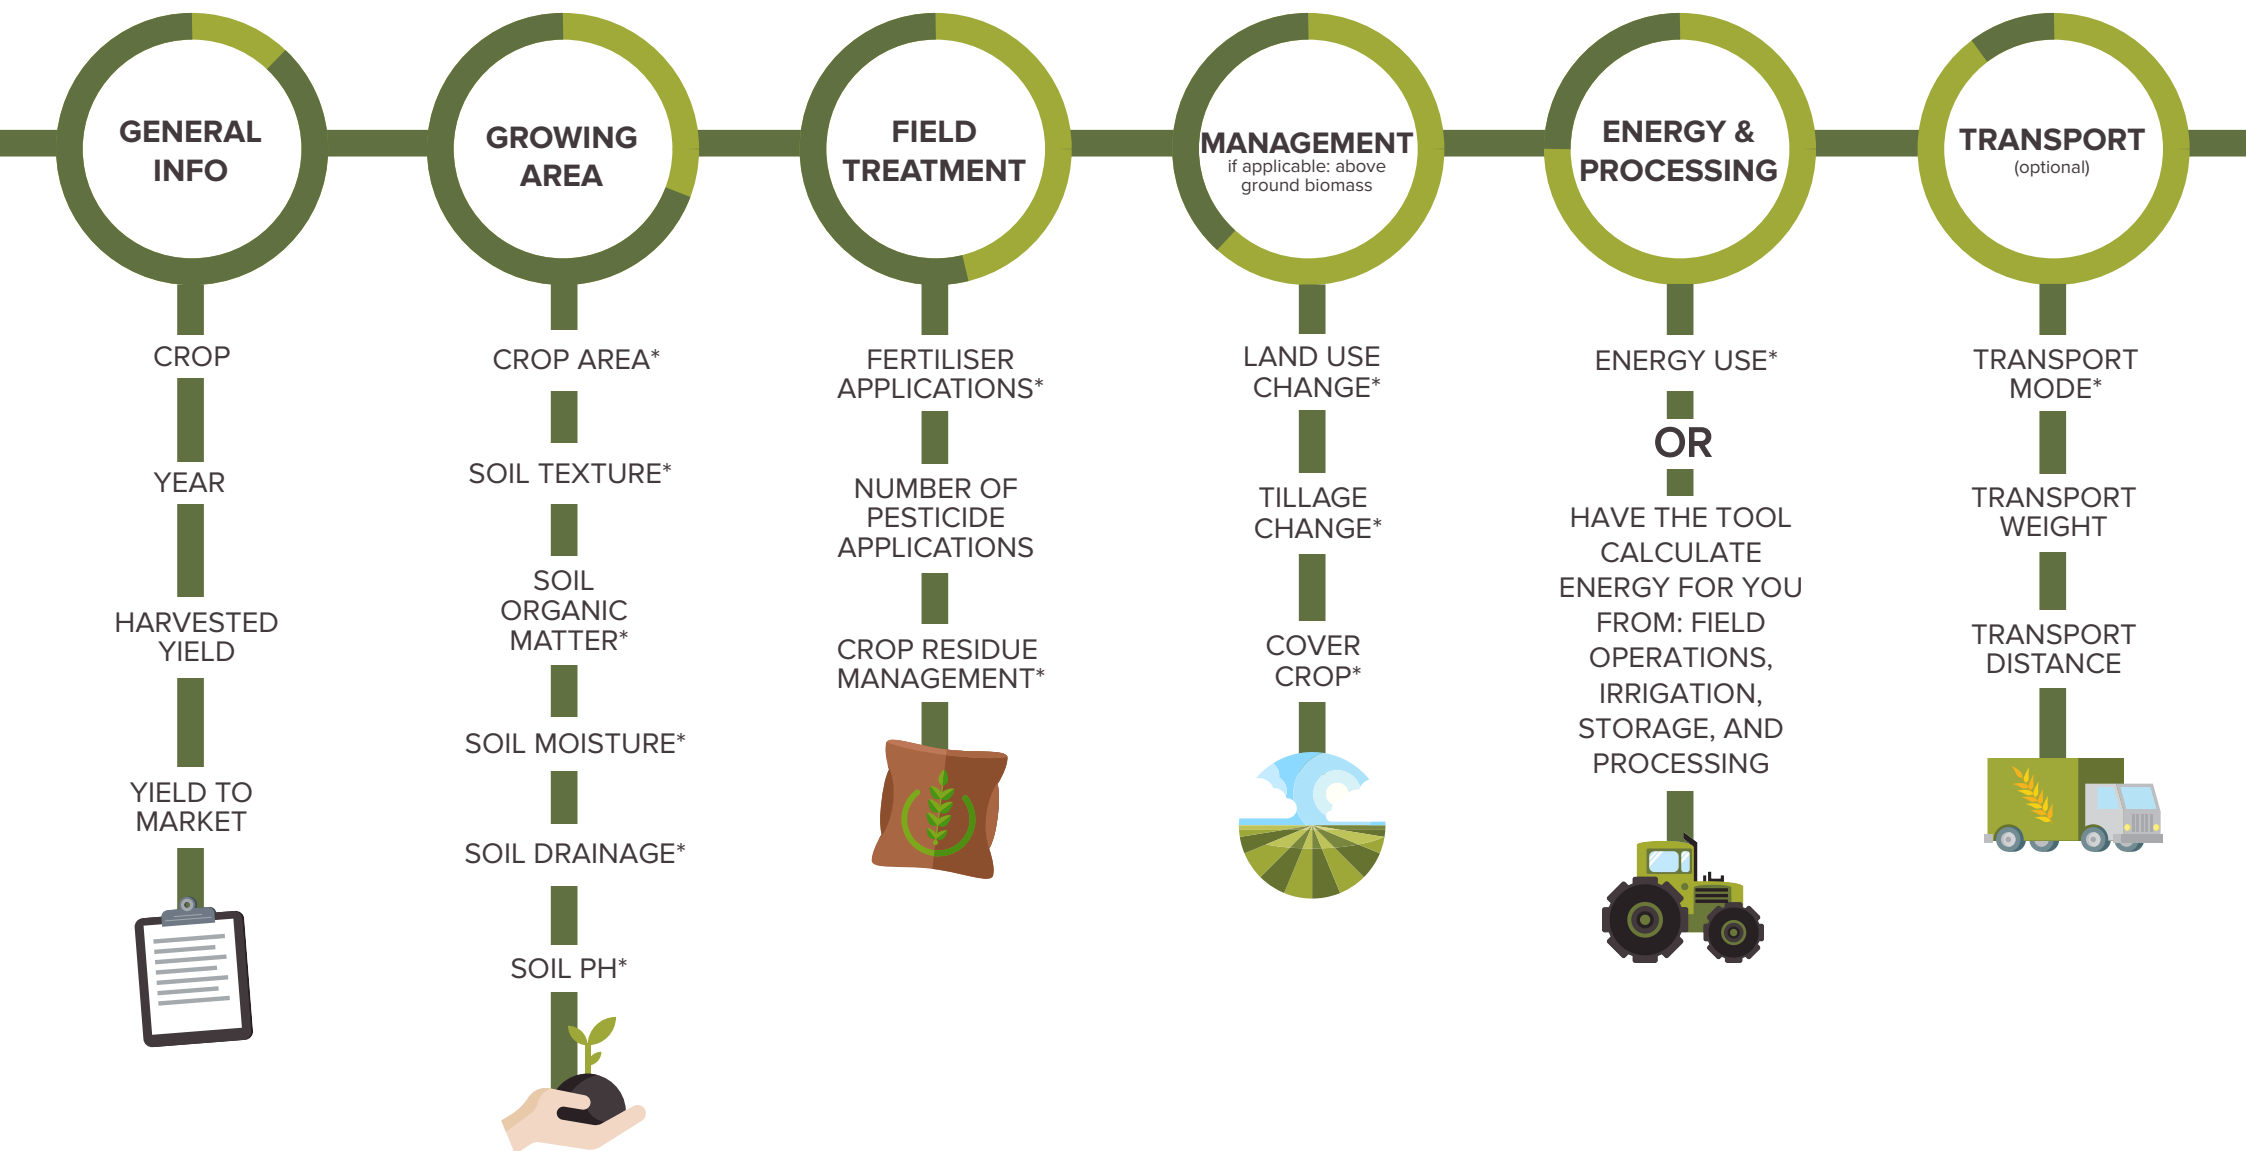 GENERAL
INFO
CROP
YEAR
HARVESTED
YIELD
YIELD TO
MARKET
GROWING
AREA
CROP AREA*
SOIL TEXTURE*
SOIL
ORGANIC
MATTER*
SOIL MOISTURE*
SOIL DRAINAGE*
SOIL PH*
FIELD
TREATMENT
FERTILISER
APPLICATIONS*
NUMBER OF
PESTICIDE
APPLICATIONS
CROP RESIDUE
MANAGEMENT*
MANAGEMENT
if applicable: above
ground biomass
LAND USE
CHANGE*
TILLAGE
CHANGE*
COVER
CROP*
ENERGY &
PROCESSING
ENERGY USE*
OR
HAVE THE TOOL
CALCULATE
ENERGY FOR YOU
FROM: FIELD
OPERATIONS,
IRRIGATION,
STORAGE, AND
PROCESSING
TRANSPORT
(optional)
TRANSPORT
MODE*
TRANSPORT
WEIGHT
TRANSPORT
DISTANCE